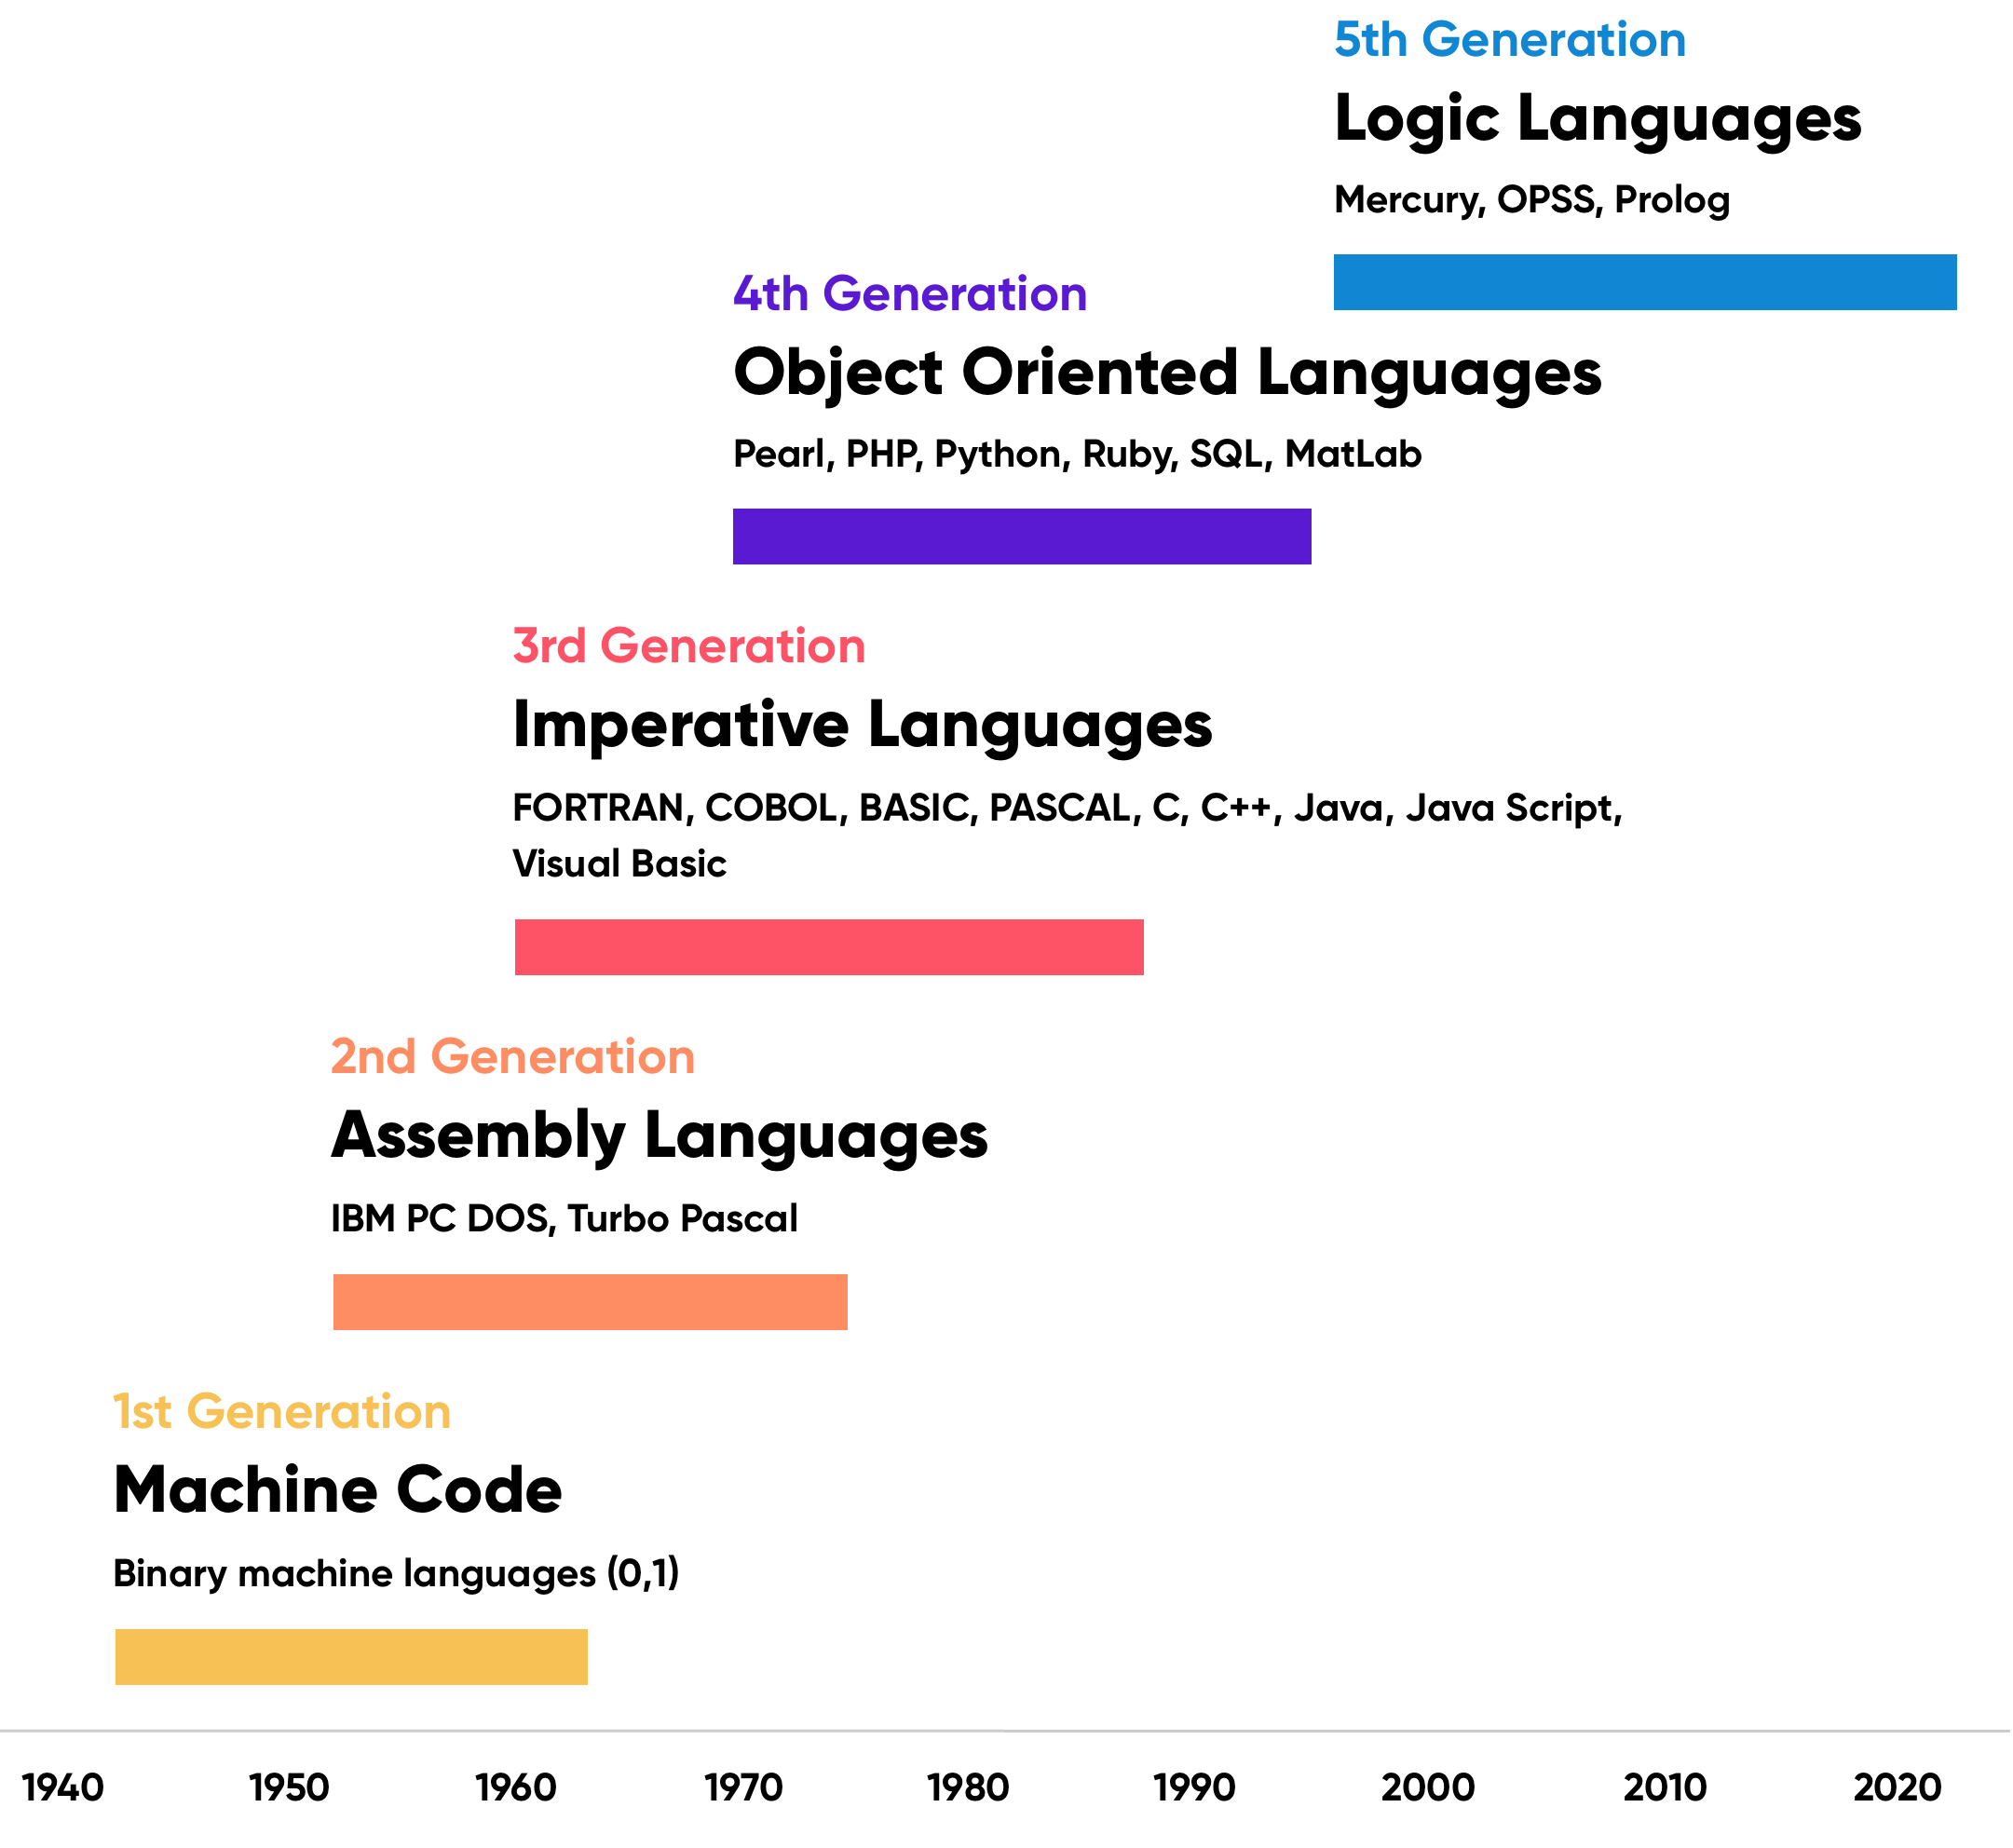 5th Generation
Logic Languages
Mercury, OPSS, Prolog
4th Generation
Object Oriented Languages
Pearl, PHP, Python, Ruby, SQL, MatLab
3rd Generation
Imperative Languages
FORTRAN, COBOL, BASIC, PASCAL, C, C++, Java, Java Script,
Visual Basic
2nd Generation
Assembly Languages
IBM PC DOS, Turbo Pascal
1st Generation
Machine Code
Binary machine languages (0,1)
1940 1950 1960 1970 1980 1990 2000 2010 2020